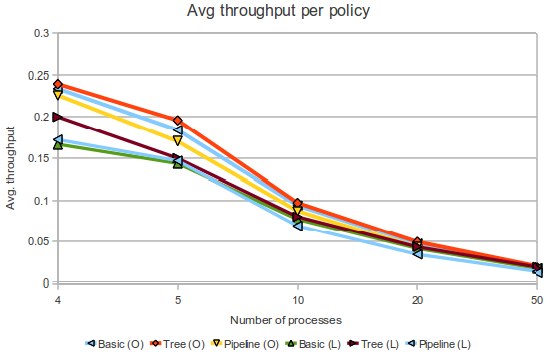 Avg throughput per policy
0.3
0.25
0.2
0.15
0.1
0.05
0
Avg. throughput
4 5 10 20 50
Number of processes
Basic (O) Tree (O) Pipeline (O) Basic (L) Tree (L) Pipeline (L)